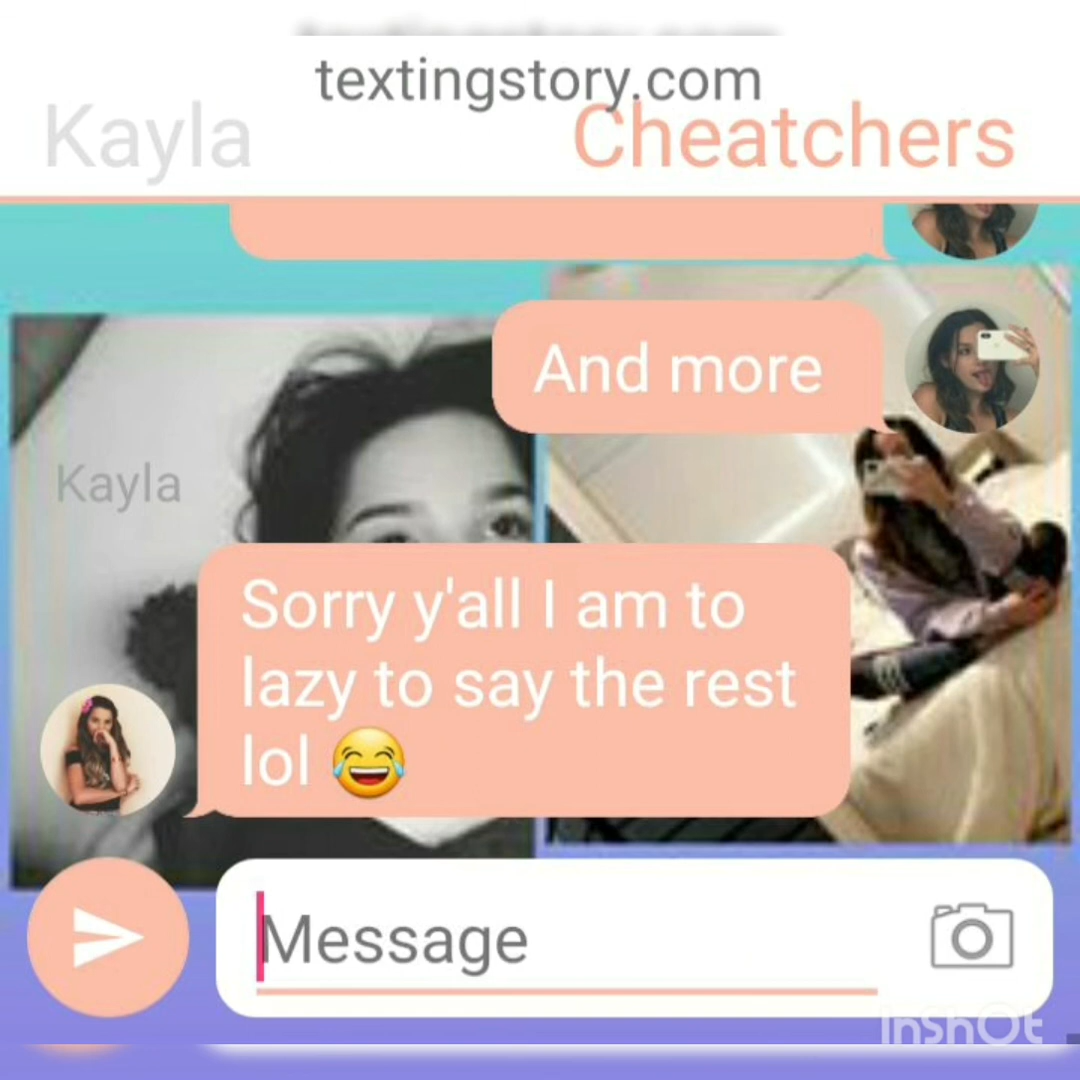 textingstory.com
Kayla
Cheatchers
And more
Kayla
Sorry y'all I am to
lazy to say the rest
lol 😂
Message
InShOt